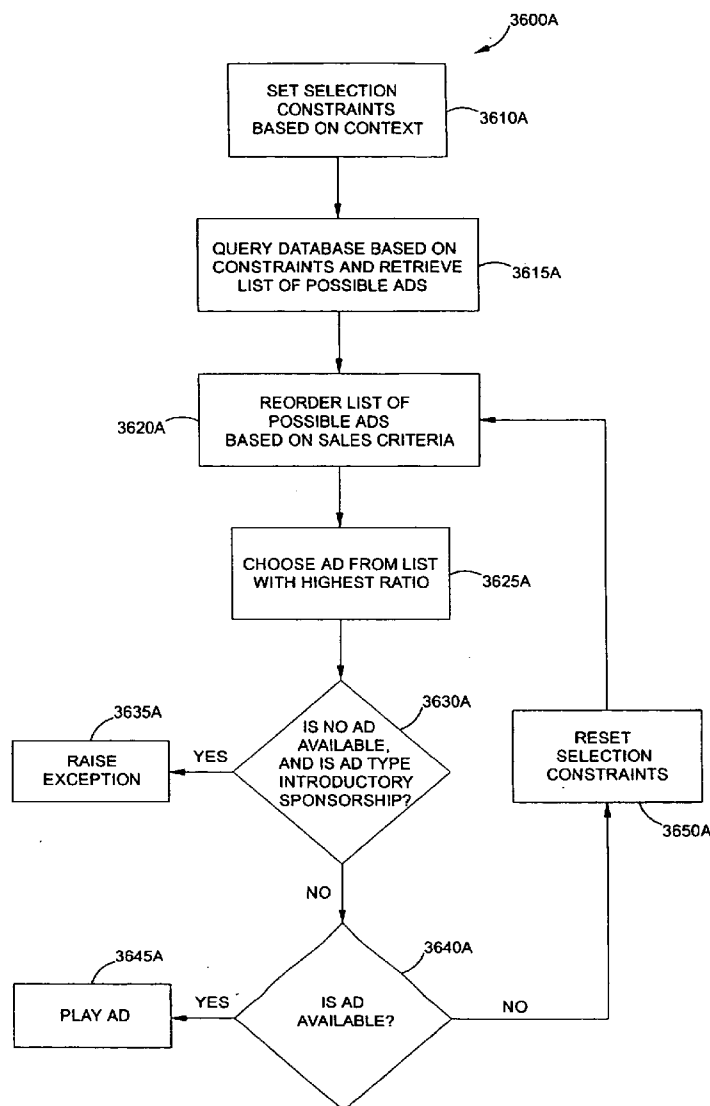 3600A
SET SELECTION
CONSTRAINTS
BASED ON CONTEXT
3610A
QUERY DATABASE BASED ON
CONSTRAINTS AND RETRIEVE
LIST OF POSSIBLE ADS
3615A
REORDER LIST OF
POSSIBLE ADS
BASED ON SALES CRITERIA
3620A
CHOOSE AD FROM LIST
WITH HIGHEST RATIO
3625A
3630A
IS NO AD
AVAILABLE,
AND IS AD TYPE
INTRODUCTORY
SPONSORSHIP?
YES
3635A
RAISE
EXCEPTION
RESET
SELECTION
CONSTRAINTS
3650A
NO
3640A
IS AD
AVAILABLE?
YES
3645A
PLAY AD
NO